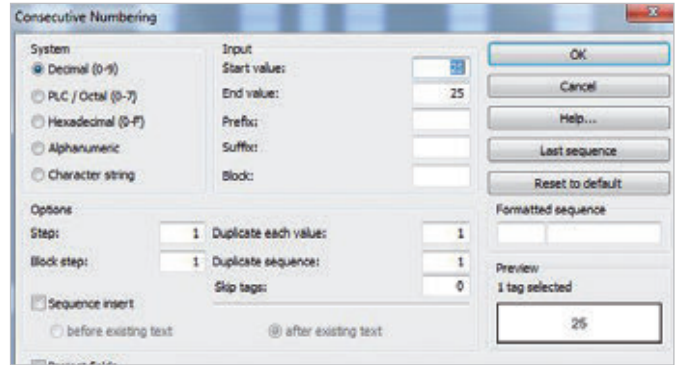 Consecutive Numbering
System
Decimal (0-9)
PLC / Octal (0-7)
Hexadecimal (0-F)
Alphanumeric
Character string
Input
Start value:
End value: 25
Prefix:
Suffix:
Block:
OK
Cancel
Help...
Last sequence
Reset to default
Options
Step: 1 Duplicate each value: 1
Block step: 1 Duplicate sequence: 1
Skip tags: 0
Sequence insert
before existing text
after existing text
Formatted sequence
Preview
1 tag selected
25